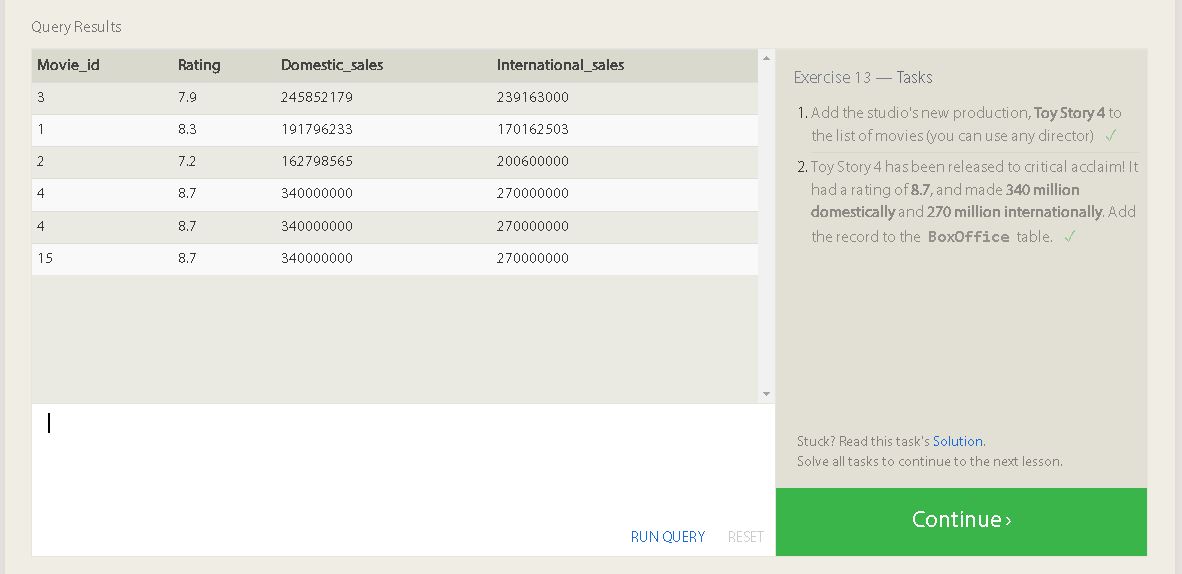 Query Results
Movie_id Rating Domestic_sales International_sales
3 7.9 245852179 239163000
1 8.3 191796233 170162503
2 7.2 162798565 200600000
4 8.7 340000000 270000000
4 8.7 340000000 270000000
15 8.7 340000000 270000000
RUN QUERY RESET
Exercise 13 — Tasks
1. Add the studio's new production, Toy Story 4 to
the list of movies (you can use any director) ✓
2. Toy Story 4 has been released to critical acclaim! It
had a rating of 8.7, and made 340 million
domestically and 270 million internationally. Add
the record to the BoxOffice table. ✓
Stuck? Read this task's Solution.
Solve all tasks to continue to the next lesson.
Continue ›